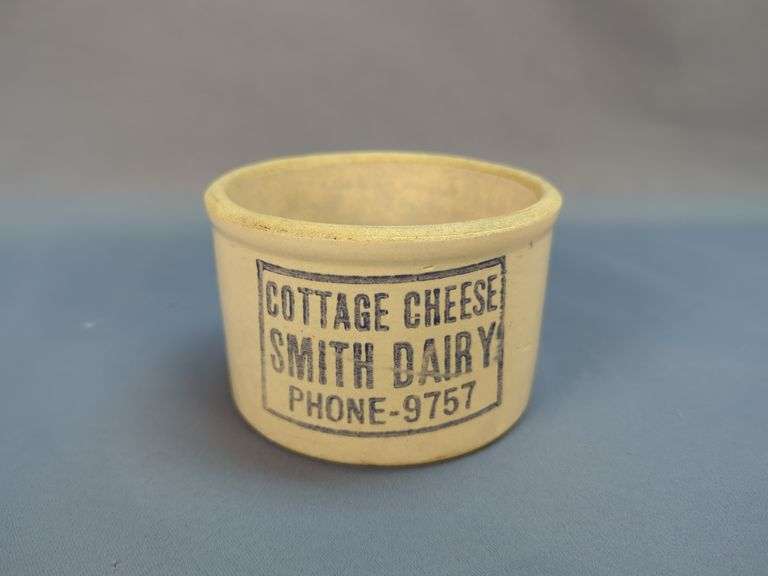 COTTAGE CHEESE
SMITH DAIRY
PHONE-9757